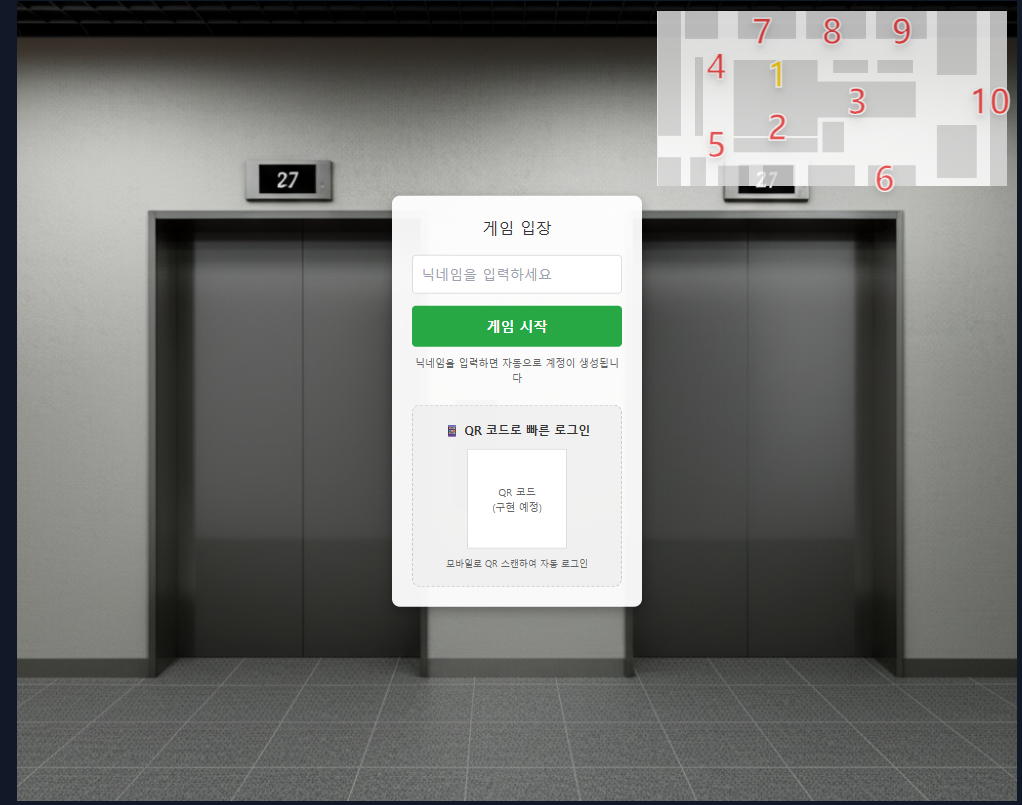 7 8 9
4 1
3 10
2
5
6
27
27
게임 입장
닉네임을 입력하세요
게임 시작
닉네임을 입력하면 자동으로 계정이 생성됩니
다
QR 코드로 빠른 로그인
QR 코드
(구현 예정)
모바일로 QR 스캔하여 자동 로그인